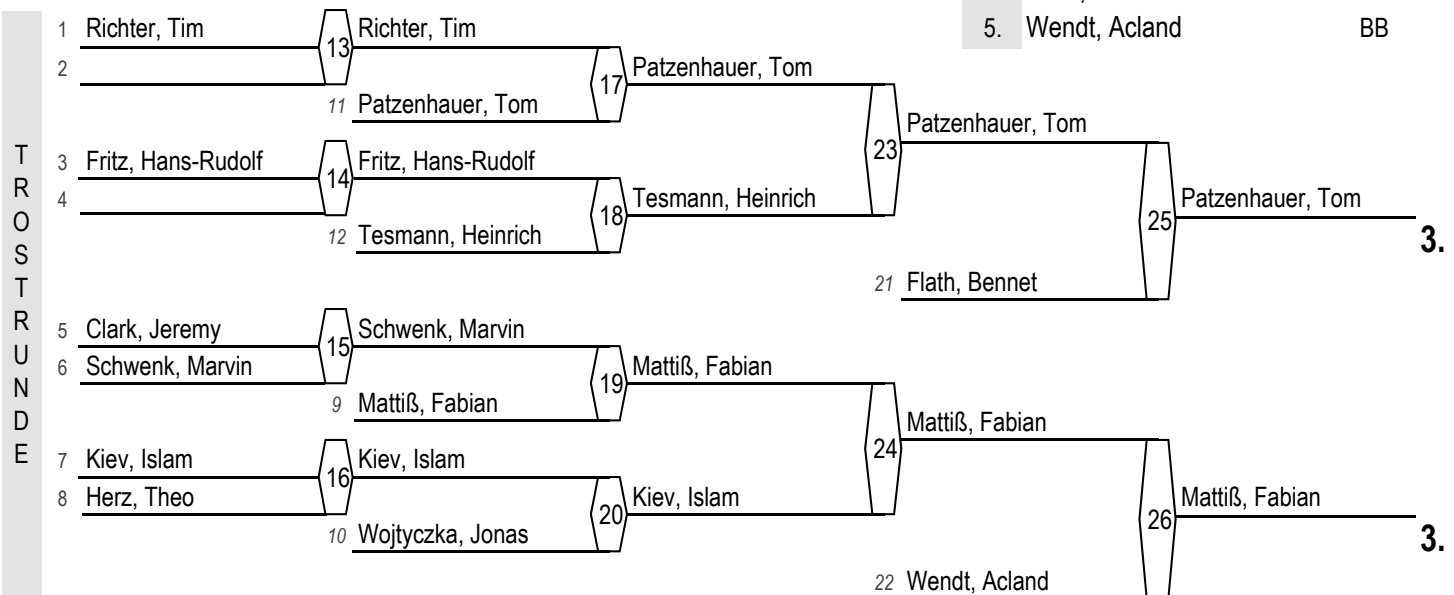 5. Wendt, Acland BB
TROSTRUNDE
1 Richter, Tim
2
13
Richter, Tim
11 Patzenhauer, Tom
17
Patzenhauer, Tom
3 Fritz, Hans-Rudolf
4
14
Fritz, Hans-Rudolf
12 Tesmann, Heinrich
18
Tesmann, Heinrich
23
Patzenhauer, Tom
21 Flath, Bennet
25
Patzenhauer, Tom
3.
5 Clark, Jeremy
6 Schwenk, Marvin
15
Schwenk, Marvin
9 Mattiß, Fabian
19
Mattiß, Fabian
7 Kiev, Islam
8 Herz, Theo
16
Kiev, Islam
10 Wojtyczka, Jonas
20
Kiev, Islam
24
Mattiß, Fabian
22 Wendt, Acland
26
Mattiß, Fabian
3.